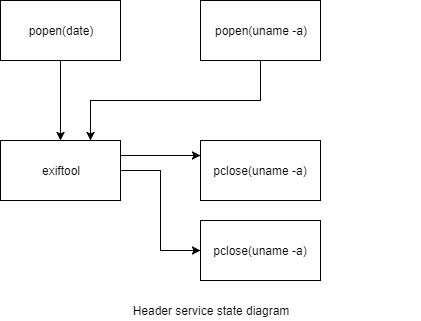 popen(date)
popen(uname -a)
exiftool
pclose(uname -a)
pclose(uname -a)
Header service state diagram